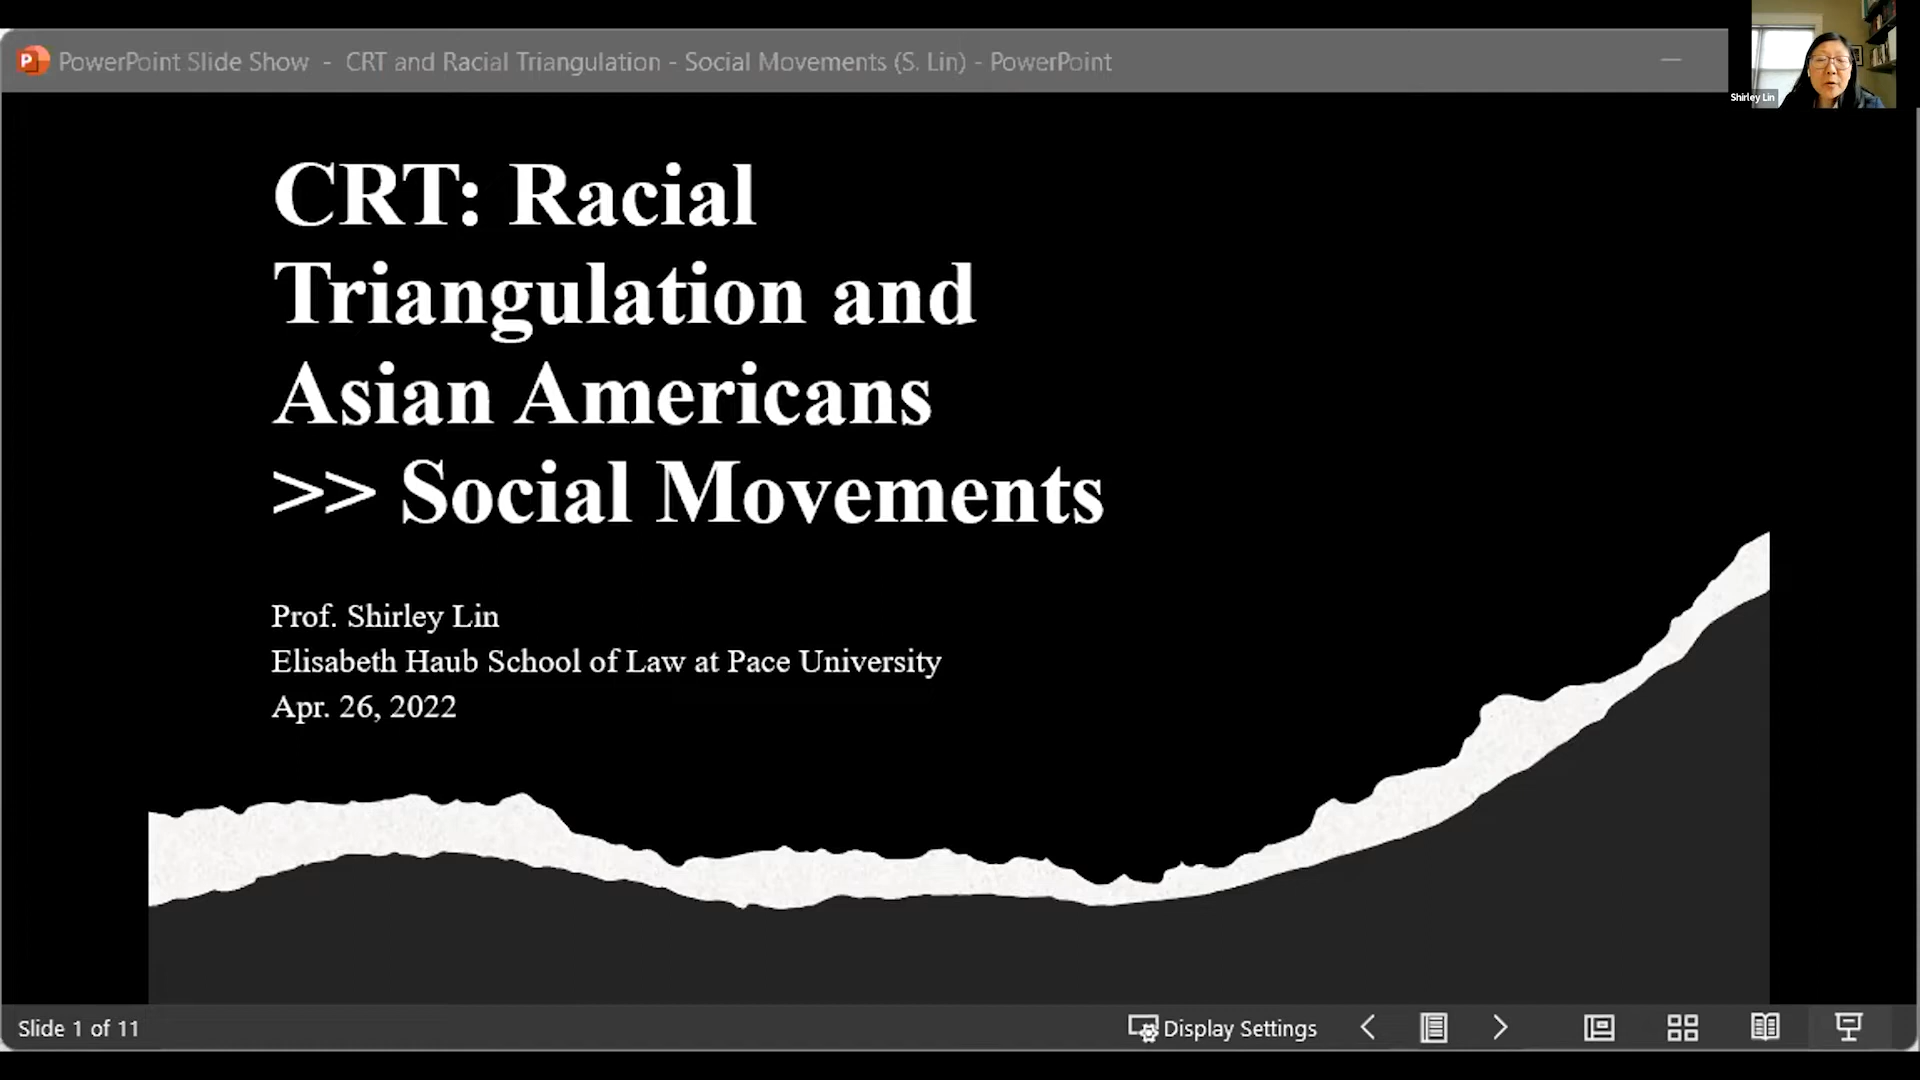 PowerPoint Slide Show - CRT and Racial Triangulation - Social Movements (S. Lin) - PowerPoint
Shirley Lin
CRT: Racial
Triangulation and
Asian Americans
>> Social Movements
Prof. Shirley Lin
Elisabeth Haub School of Law at Pace University
Apr. 26, 2022
Slide 1 of 11
Display Settings